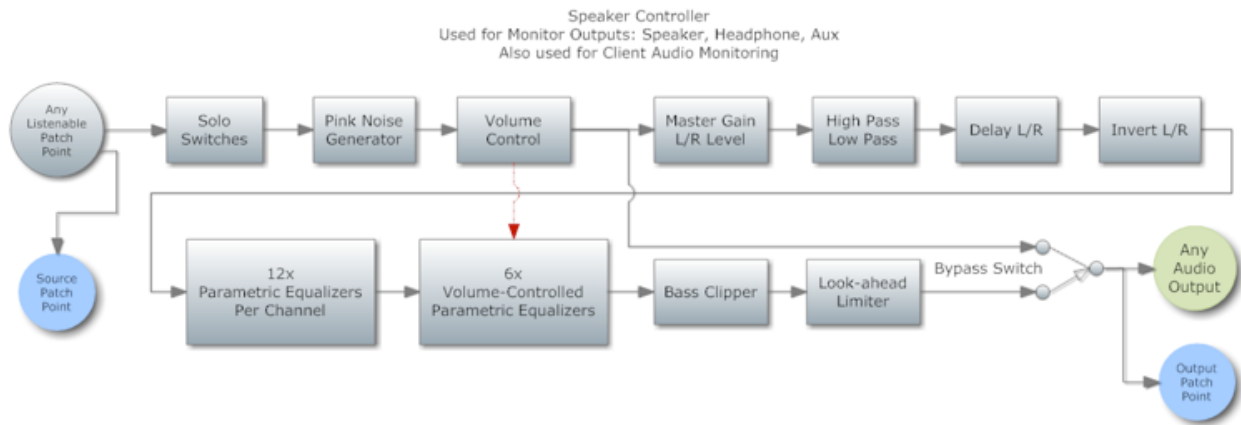 Speaker Controller
Used for Monitor Outputs: Speaker, Headphone, Aux
Also used for Client Audio Monitoring
Any
Listenable
Patch
Point
Solo
Switches
Pink Noise
Generator
Volume
Control
Master Gain
L/R Level
High Pass
Low Pass
Delay L/R
Invert L/R
Source
Patch
Point
12x
Parametric Equalizers
Per Channel
6x
Volume-Controlled
Parametric Equalizers
Bass Clipper
Look-ahead
Limiter
Bypass Switch
Any
Audio
Output
Output
Patch
Point